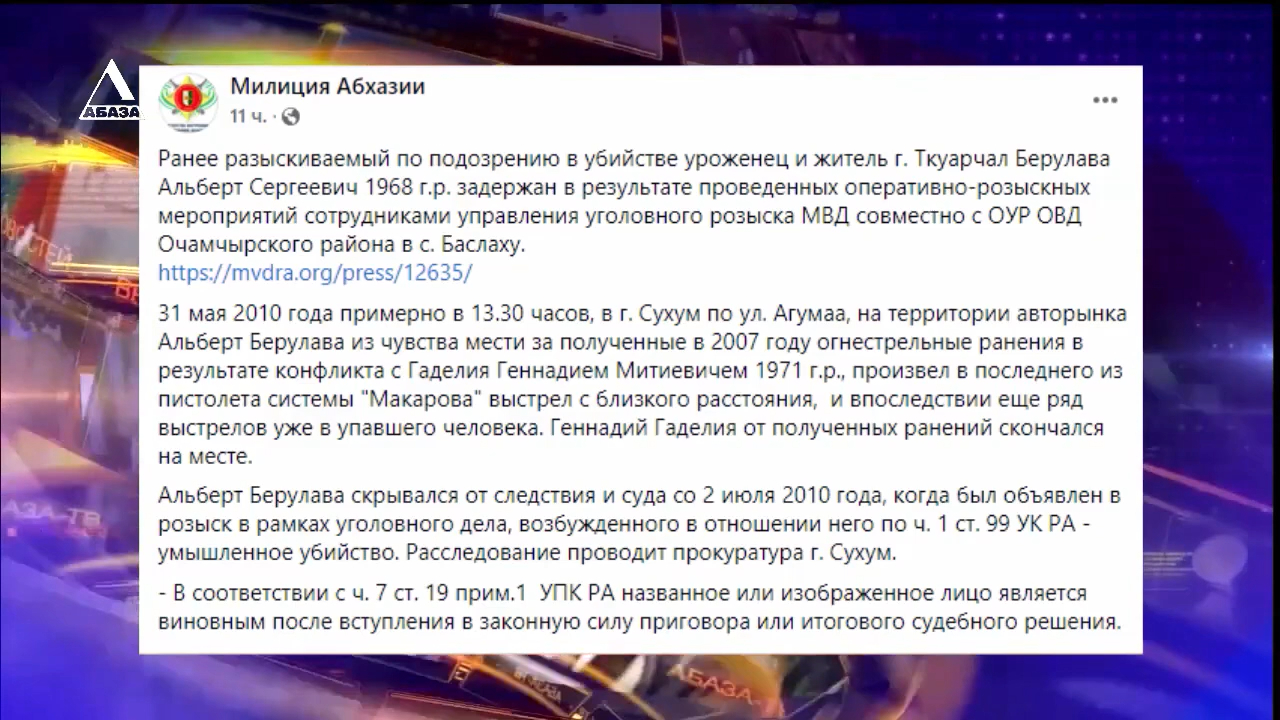 АБАЗА
Милиция Абхазии
11 ч. ·
Ранее разыскиваемый по подозрению в убийстве уроженец и житель г. Ткуарчал Берулава
Альберт Сергеевич 1968 г.р. задержан в результате проведенных оперативно-розыскных
мероприятий сотрудниками управления уголовного розыска МВД совместно с ОУР ОВД
Очамчырского района в с. Баслаху.
https://mvdra.org/press/12635/
31 мая 2010 года примерно в 13.30 часов, в г. Сухум по ул. Агумаа, на территории авторынка
Альберт Берулава из чувства мести за полученные в 2007 году огнестрельные ранения в
результате конфликта с Гаделия Геннадием Митиевичем 1971 г.р., произвел в последнего из
пистолета системы "Макарова" выстрел с близкого расстояния,  и впоследствии еще ряд
выстрелов уже в упавшего человека. Геннадий Гаделия от полученных ранений скончался
на месте.
Альберт Берулава скрывался от следствия и суда со 2 июля 2010 года, когда был объявлен в
розыск в рамках уголовного дела, возбужденного в отношении него по ч. 1 ст. 99 УК РА -
умышленное убийство. Расследование проводит прокуратура г. Сухум.
- В соответствии с ч. 7 ст. 19 прим.1  УПК РА названное или изображенное лицо является
виновным после вступления в законную силу приговора или итогового судебного решения.
АБАЗА-Т